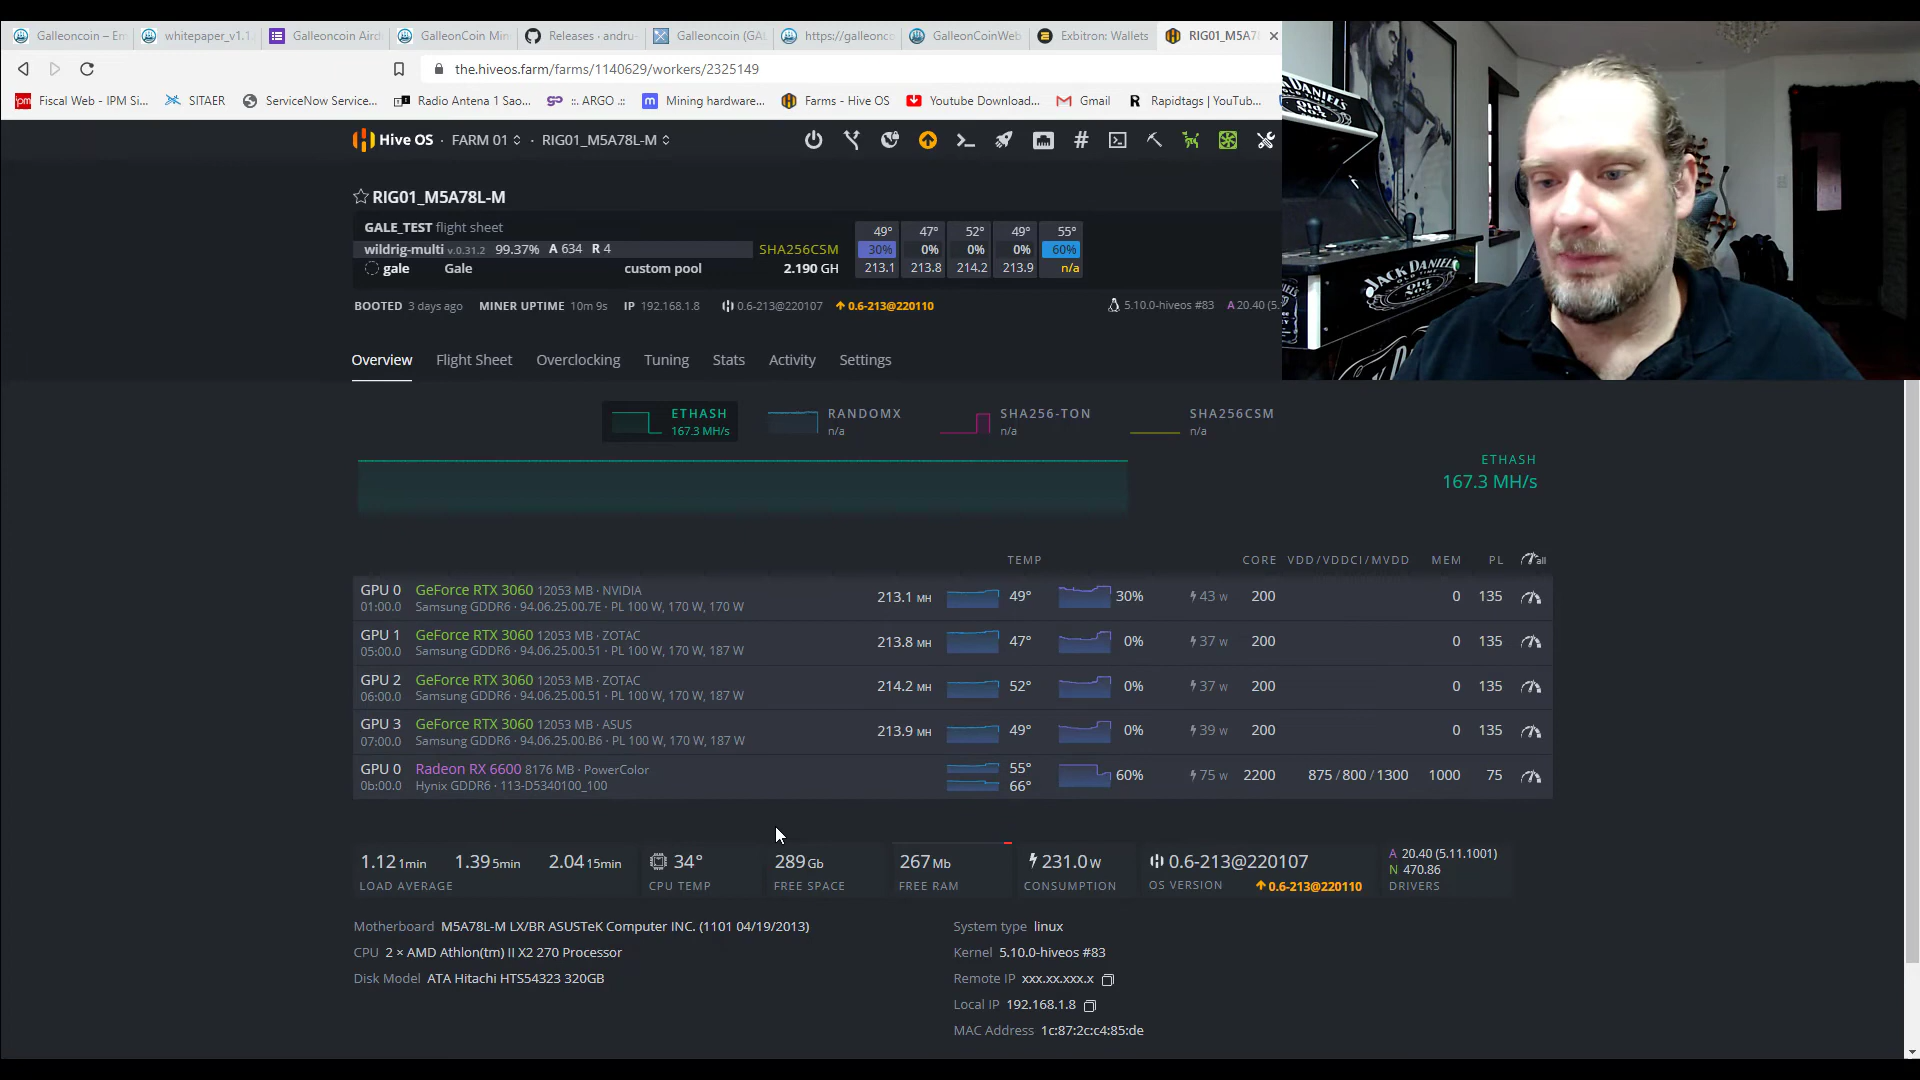 Galleoncoin – Em
whitepaper_v1.1.
Galleoncoin Aird
GalleonCoin Min
Releases · andru-
Galleoncoin (GAL
https://galleonco
GalleonCoinWeb
Exbitron: Wallets
RIG01_M5A7
the.hiveos.farm/farms/1140629/workers/2325149
Fiscal Web - IPM Si...
SITAER
ServiceNow Service...
Radio Antena 1 Sao...
:. ARGO .::
Mining hardware...
Farms - Hive OS
Youtube Download...
Gmail
Rapidtags | YouTub...
Hive OS · FARM 01 · RIG01_M5A78L-M
RIG01_M5A78L-M
GALE_TEST flight sheet
wildrig-multi v.0.31.2 99.37% A 634 R 4 SHA256CSM
gale Gale custom pool 2.190 GH
49° 47° 52° 49° 55°
30% 0% 0% 0% 60%
213.1 213.8 214.2 213.9 n/a
BOOTED 3 days ago MINER UPTIME 10m 9s IP 192.168.1.8 0.6-213@220107 0.6-213@220110 5.10.0-hiveos #83 A 20.40 (5.
Overview Flight Sheet Overclocking Tuning Stats Activity Settings
ETHASH
167.3 MH/s
RANDOMX
n/a
SHA256-TON
n/a
SHA256CSM
n/a
ETHASH
167.3 MH/s
TEMP CORE VDD/VDDCI/MVDD MEM PL all
GPU 0 GeForce RTX 3060 12053 MB · NVIDIA 213.1 MH 49° 30% 43 W 200 0 135
01:00.0 Samsung GDDR6 · 94.06.25.00.7E · PL 100 W, 170 W, 170 W
GPU 1 GeForce RTX 3060 12053 MB · ZOTAC 213.8 MH 47° 0% 37 W 200 0 135
05:00.0 Samsung GDDR6 · 94.06.25.00.51 · PL 100 W, 170 W, 187 W
GPU 2 GeForce RTX 3060 12053 MB · ZOTAC 214.2 MH 52° 0% 37 W 200 0 135
06:00.0 Samsung GDDR6 · 94.06.25.00.51 · PL 100 W, 170 W, 187 W
GPU 3 GeForce RTX 3060 12053 MB · ASUS 213.9 MH 49° 0% 39 W 200 0 135
07:00.0 Samsung GDDR6 · 94.06.25.00.B6 · PL 100 W, 170 W, 187 W
GPU 0 Radeon RX 6600 8176 MB · PowerColor 55° 60% 75 W 2200 875 / 800 / 1300 1000 75
0b:00.0 Hynix GDDR6 · 113-D5340100_100 66°
1.12 1min 1.39 5min 2.04 15min
LOAD AVERAGE
34°
CPU TEMP
289 Gb
FREE SPACE
267 Mb
FREE RAM
231.0 W
CONSUMPTION
0.6-213@220107
OS VERSION 0.6-213@220110
A 20.40 (5.11.1001)
N 470.86
DRIVERS
Motherboard M5A78L-M LX/BR ASUSTeK Computer INC. (1101 04/19/2013)
CPU 2 × AMD Athlon(tm) II X2 270 Processor
Disk Model ATA Hitachi HTS54323 320GB
System type linux
Kernel 5.10.0-hiveos #83
Remote IP xxx.xx.xxx.x
Local IP 192.168.1.8
MAC Address 1c:87:2c:c4:85:de
JACK DANIEL'S